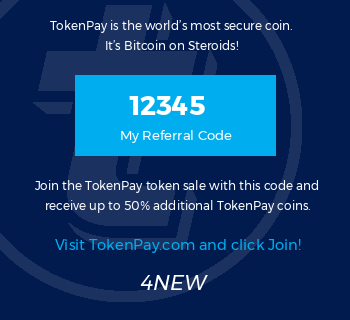 TokenPay is the world's most secure coin.
It's Bitcoin on Steroids!
12345
My Referral Code
Join the TokenPay token sale with this code and
receive up to 50% additional TokenPay coins.
Visit TokenPay.com and click Join!
4NEW